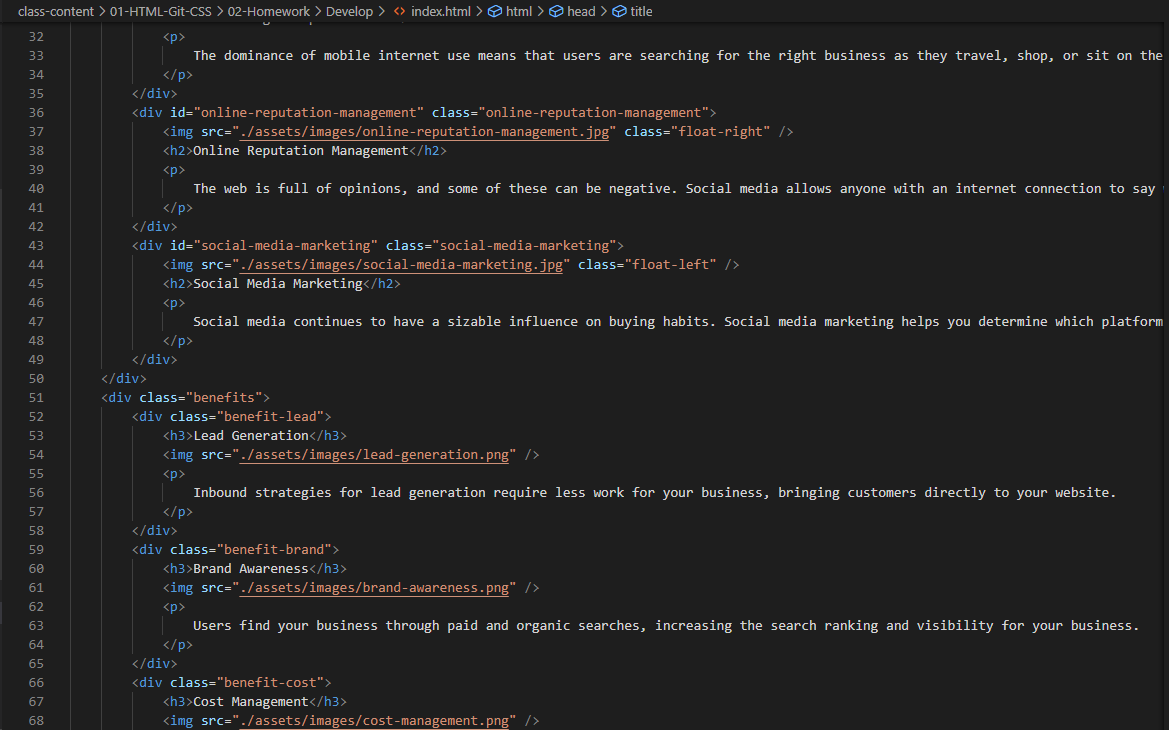 class-content > 01-HTML-Git-CSS > 02-Homework > Develop > <> index.html > html > head > title
32 <p>
33 The dominance of mobile internet use means that users are searching for the right business as they travel, shop, or sit on the
34 </p>
35 </div>
36 <div id="online-reputation-management" class="online-reputation-management">
37 <img src="./assets/images/online-reputation-management.jpg" class="float-right" />
38 <h2>Online Reputation Management</h2>
39 <p>
40 The web is full of opinions, and some of these can be negative. Social media allows anyone with an internet connection to say
41 </p>
42 </div>
43 <div id="social-media-marketing" class="social-media-marketing">
44 <img src="./assets/images/social-media-marketing.jpg" class="float-left" />
45 <h2>Social Media Marketing</h2>
46 <p>
47 Social media continues to have a sizable influence on buying habits. Social media marketing helps you determine which platform
48 </p>
49 </div>
50 </div>
51 <div class="benefits">
52 <div class="benefit-lead">
53 <h3>Lead Generation</h3>
54 <img src="./assets/images/lead-generation.png" />
55 <p>
56 Inbound strategies for lead generation require less work for your business, bringing customers directly to your website.
57 </p>
58 </div>
59 <div class="benefit-brand">
60 <h3>Brand Awareness</h3>
61 <img src="./assets/images/brand-awareness.png" />
62 <p>
63 Users find your business through paid and organic searches, increasing the search ranking and visibility for your business.
64 </p>
65 </div>
66 <div class="benefit-cost">
67 <h3>Cost Management</h3>
68 <img src="./assets/images/cost-management.png" />